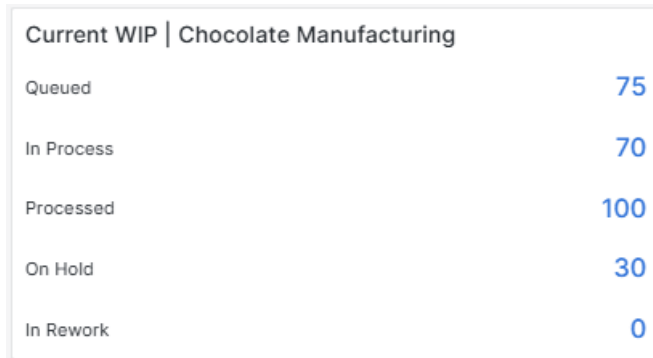 Current WIP | Chocolate Manufacturing
Queued 75
In Process 70
Processed 100
On Hold 30
In Rework 0